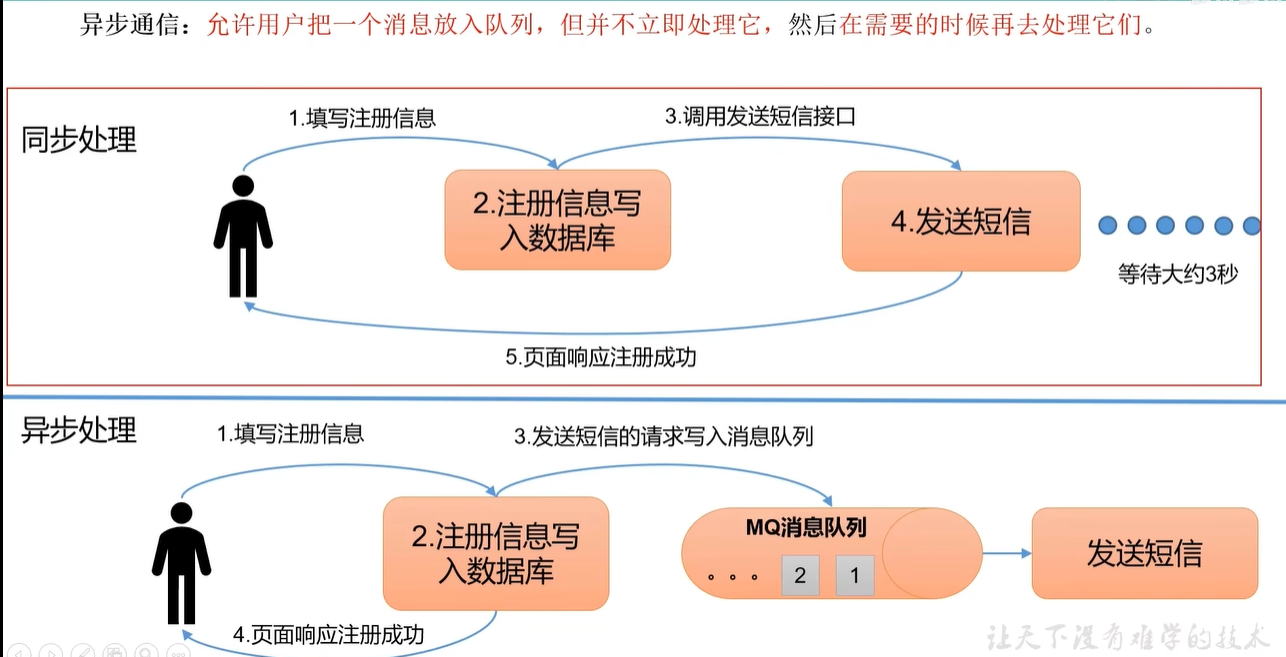 异步通信：允许用户把一个消息放入队列，但并不立即处理它，然后在需要的时候再去处理它们。
同步处理
1.填写注册信息
3.调用发送短信接口
2.注册信息写
入数据库
4.发送短信
等待大约3秒
5.页面响应注册成功
异步处理
1.填写注册信息
3.发送短信的请求写入消息队列
2.注册信息写
入数据库
MQ消息队列
。。。 2 1
发送短信
4.页面响应注册成功
让天下没有难学的技术